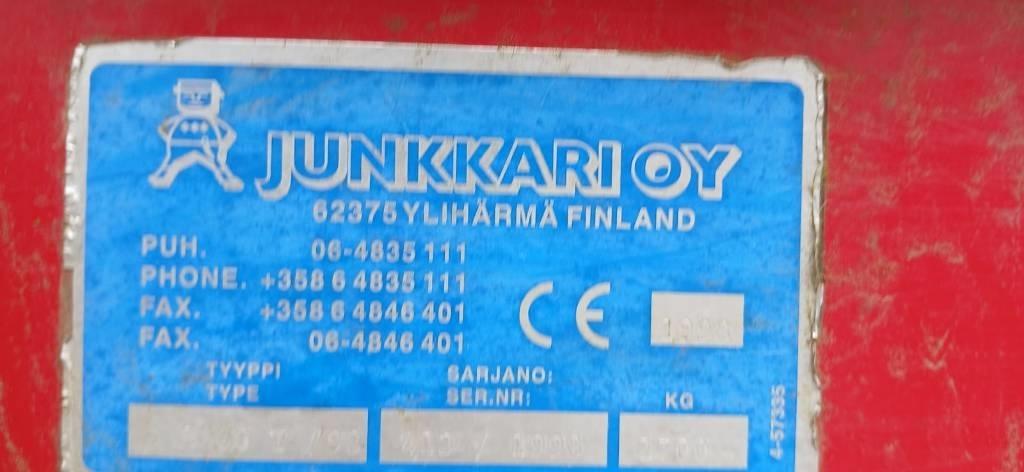 JUNKKARI OY
62375 YLIHÄRMÄ FINLAND
PUH. 06-4835 111
PHONE. +358 6 4835 111
FAX. +358 6 4846 401
FAX. 06-4846 401
CE
TYYPPI SARJANO:
TYPE SER.NR: KG
4-57335